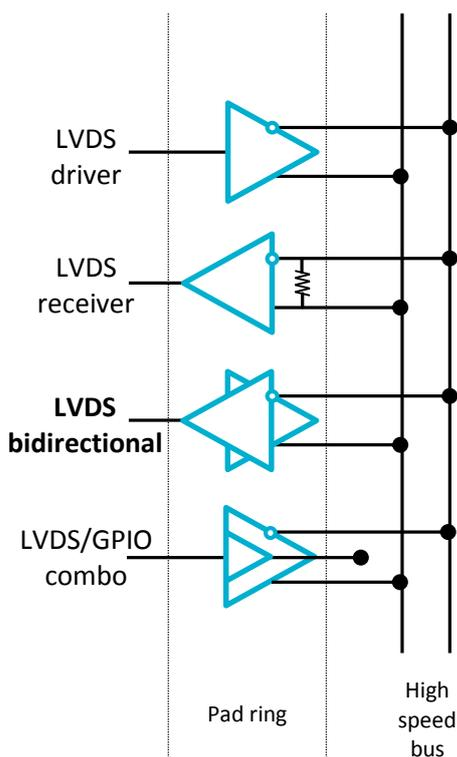 LVDS
driver
LVDS
receiver
LVDS
bidirectional
LVDS/GPIO
combo
Pad ring
High
speed
bus